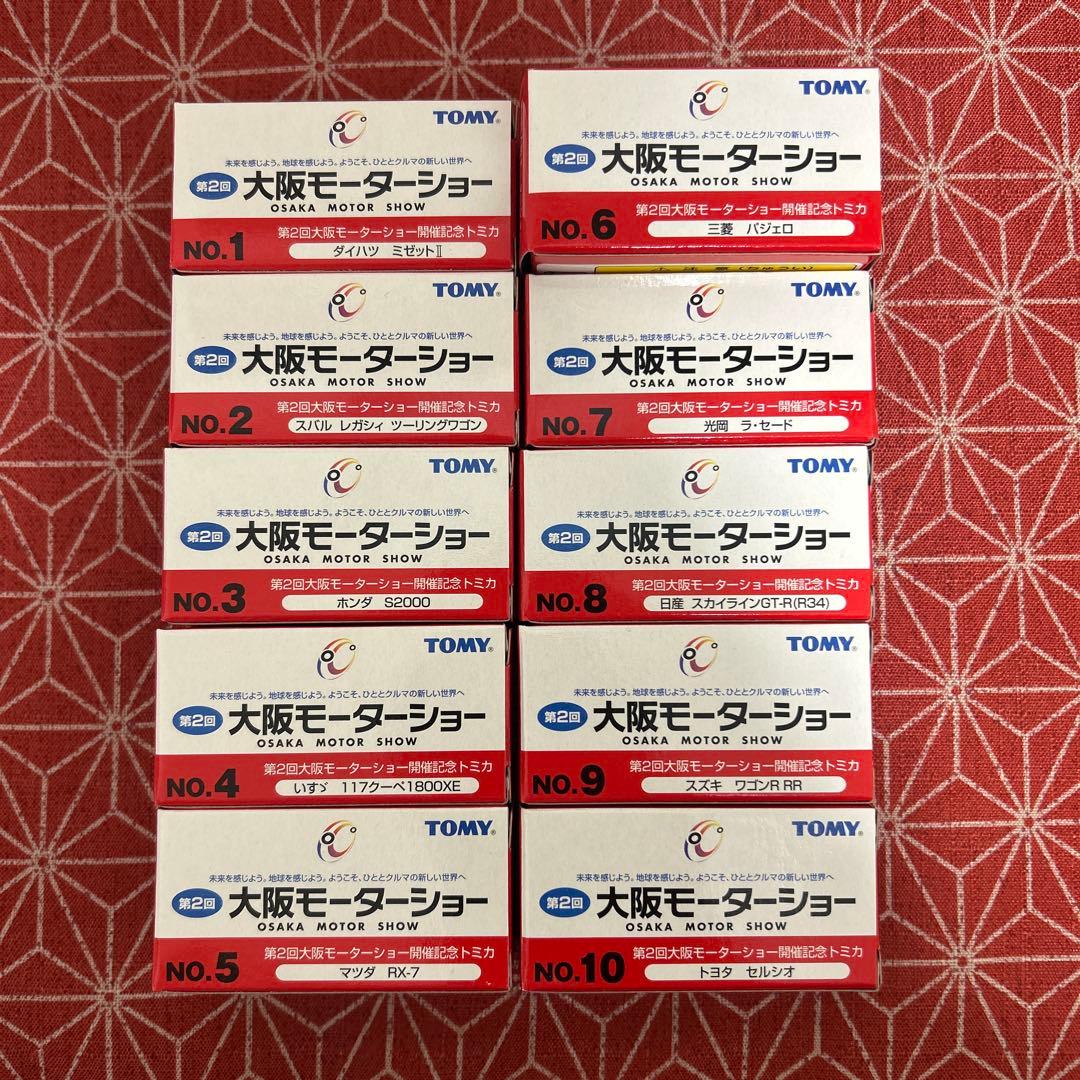 TOMY
未来を感じよう。地球を感じよう。ようこそ、ひととクルマの新しい世界へ
第2回 大阪モーターショー
OSAKA MOTOR SHOW
NO.1 第2回大阪モーターショー開催記念トミカ
ダイハツ ミゼットⅡ
TOMY
未来を感じよう。地球を感じよう。ようこそ、ひととクルマの新しい世界へ
第2回 大阪モーターショー
OSAKA MOTOR SHOW
NO.2 第2回大阪モーターショー開催記念トミカ
スバル レガシィ ツーリングワゴン
TOMY
未来を感じよう。地球を感じよう。ようこそ、ひととクルマの新しい世界へ
第2回 大阪モーターショー
OSAKA MOTOR SHOW
NO.3 第2回大阪モーターショー開催記念トミカ
ホンダ S2000
TOMY
未来を感じよう。地球を感じよう。ようこそ、ひととクルマの新しい世界へ
第2回 大阪モーターショー
OSAKA MOTOR SHOW
NO.4 第2回大阪モーターショー開催記念トミカ
いすゞ 117クーペ1800XE
TOMY
未来を感じよう。地球を感じよう。ようこそ、ひととクルマの新しい世界へ
第2回 大阪モーターショー
OSAKA MOTOR SHOW
NO.5 第2回大阪モーターショー開催記念トミカ
マツダ RX-7
TOMY
未来を感じよう。地球を感じよう。ようこそ、ひととクルマの新しい世界へ
第2回 大阪モーターショー
OSAKA MOTOR SHOW
NO.6 第2回大阪モーターショー開催記念トミカ
三菱 パジェロ
TOMY
未来を感じよう。地球を感じよう。ようこそ、ひととクルマの新しい世界へ
第2回 大阪モーターショー
OSAKA MOTOR SHOW
NO.7 第2回大阪モーターショー開催記念トミカ
光岡 ラ・セード
TOMY
未来を感じよう。地球を感じよう。ようこそ、ひととクルマの新しい世界へ
第2回 大阪モーターショー
OSAKA MOTOR SHOW
NO.8 第2回大阪モーターショー開催記念トミカ
日産 スカイラインGT-R(R34)
TOMY
未来を感じよう。地球を感じよう。ようこそ、ひととクルマの新しい世界へ
第2回 大阪モーターショー
OSAKA MOTOR SHOW
NO.9 第2回大阪モーターショー開催記念トミカ
スズキ ワゴンR RR
TOMY
未来を感じよう。地球を感じよう。ようこそ、ひととクルマの新しい世界へ
第2回 大阪モーターショー
OSAKA MOTOR SHOW
NO.10 第2回大阪モーターショー開催記念トミカ
トヨタ セルシオ